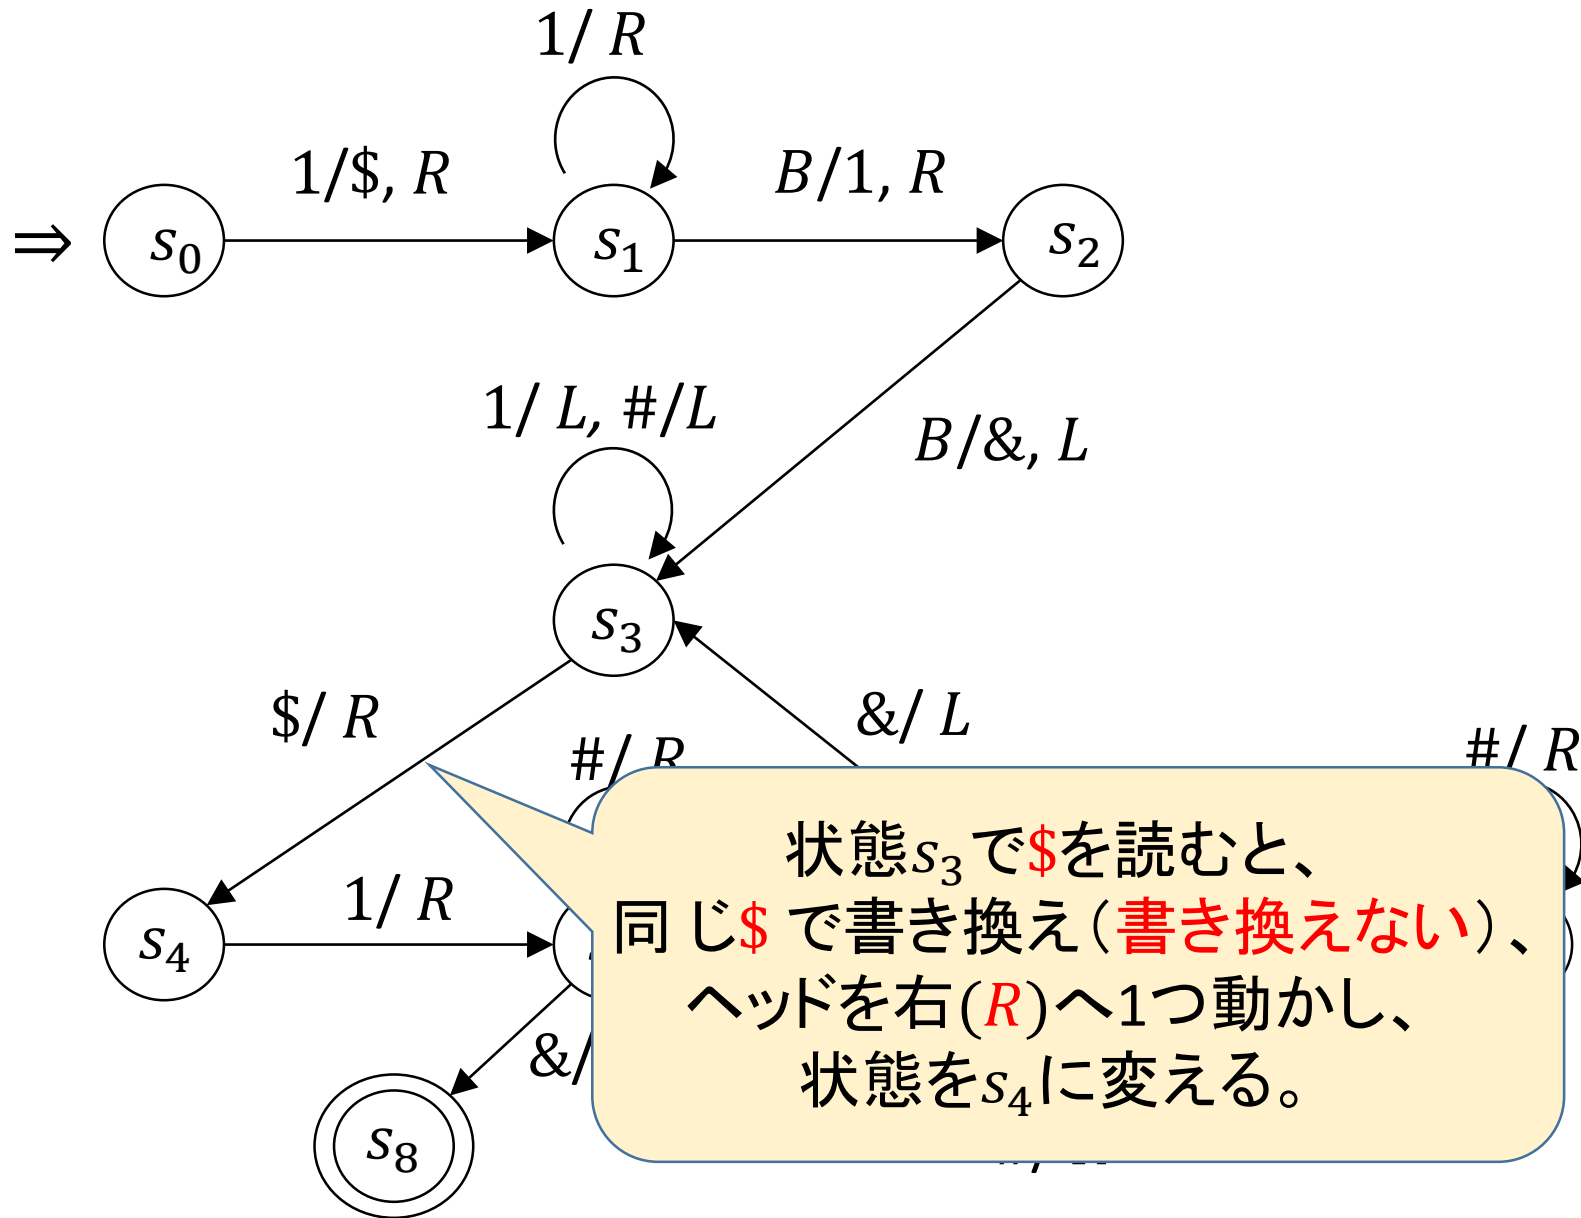 1/ R
1/$, R
B/1, R
⇒ s₀ s₁ s₂
1/ L, #/L
B/&, L
s₃
$/ R
&/ L
#/ R
#/ R
状態s₃で$を読むと、
同じ$ で書き換え（書き換えない）、
ヘッドを右(R)へ1つ動かし、
状態をs₄に変える。
1/ R
s₄
&/
s₈